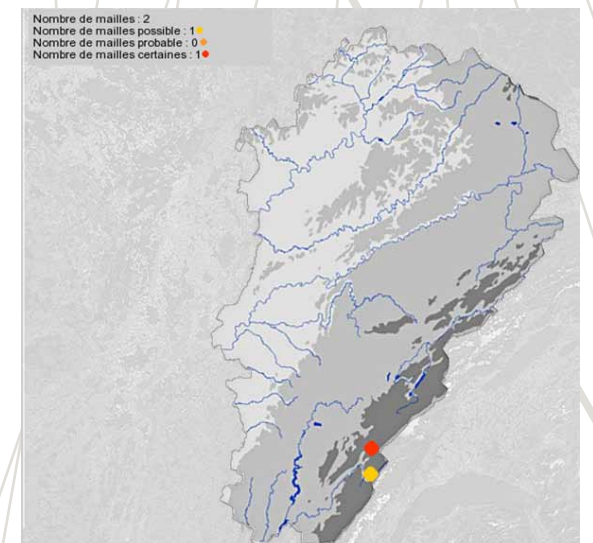 Nombre de mailles : 2
Nombre de mailles possible : 1
Nombre de mailles probable : 0
Nombre de mailles certaines : 1